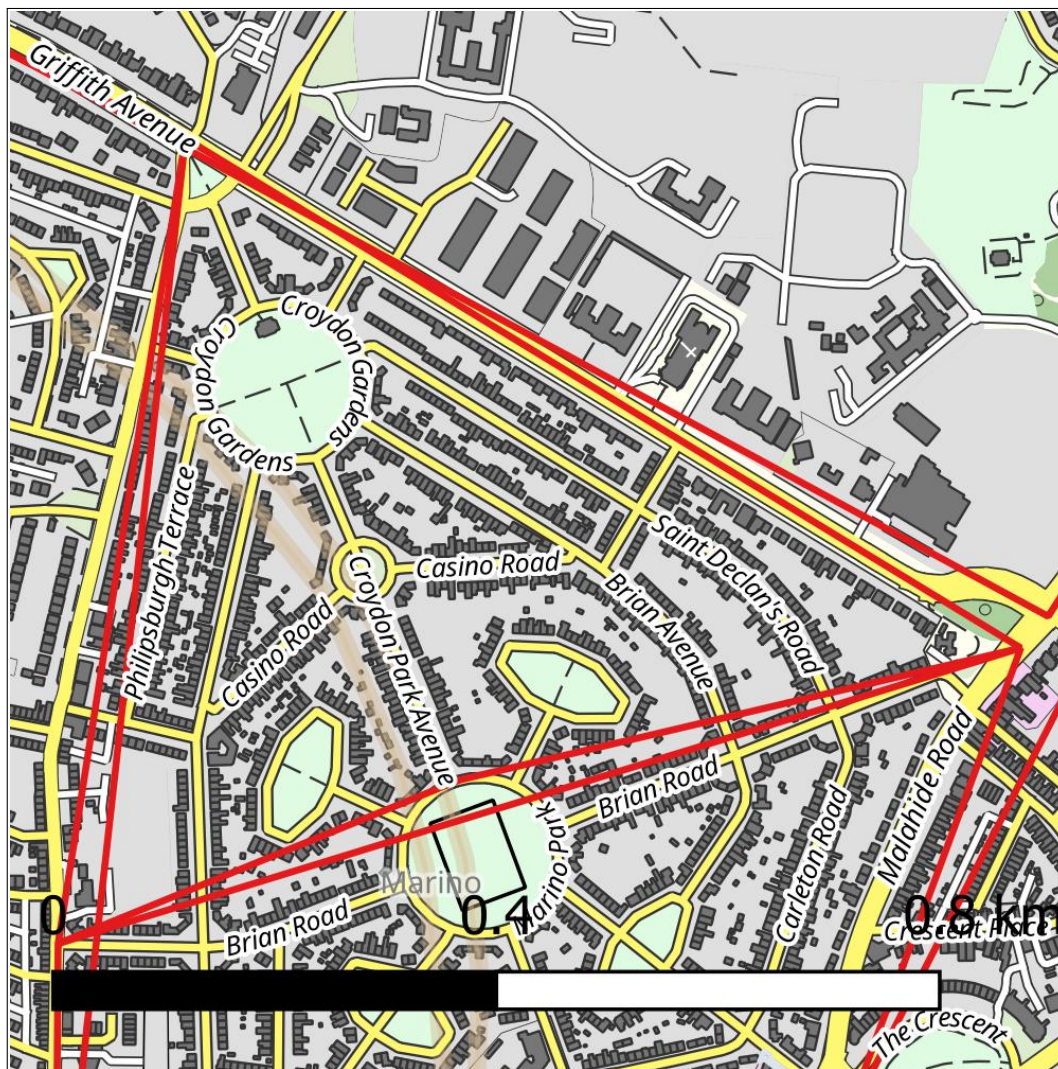 Griffith Avenue
Croydon Gardens
Croydon Gardens
Philipsburgh Terrace
Casino Road
Saint Declan's Road
Croydon Park Avenue
Brian Avenue
Casino Road
Brian Road
Marino Park
Malahide Road
Carleton Road
Marino
0
0.4
0.8 km
Brian Road
Crescent Place
The Crescent